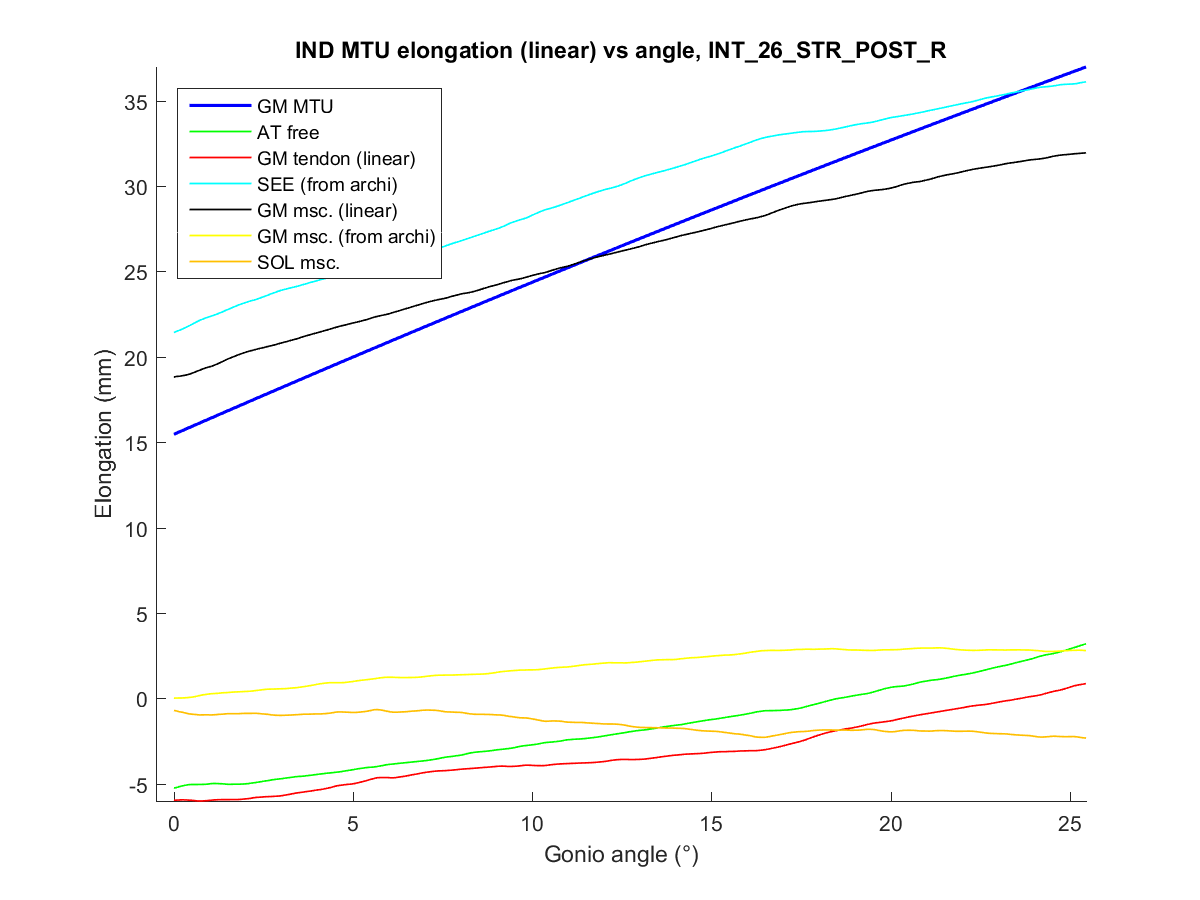 IND MTU elongation (linear) vs angle, INT_26_STR_POST_R
GM MTU
AT free
GM tendon (linear)
SEE (from archi)
GM msc. (linear)
GM msc. (from archi)
SOL msc.
Elongation (mm)
35
30
25
20
15
10
5
0
-5
0 5 10 15 20 25
Gonio angle (°)